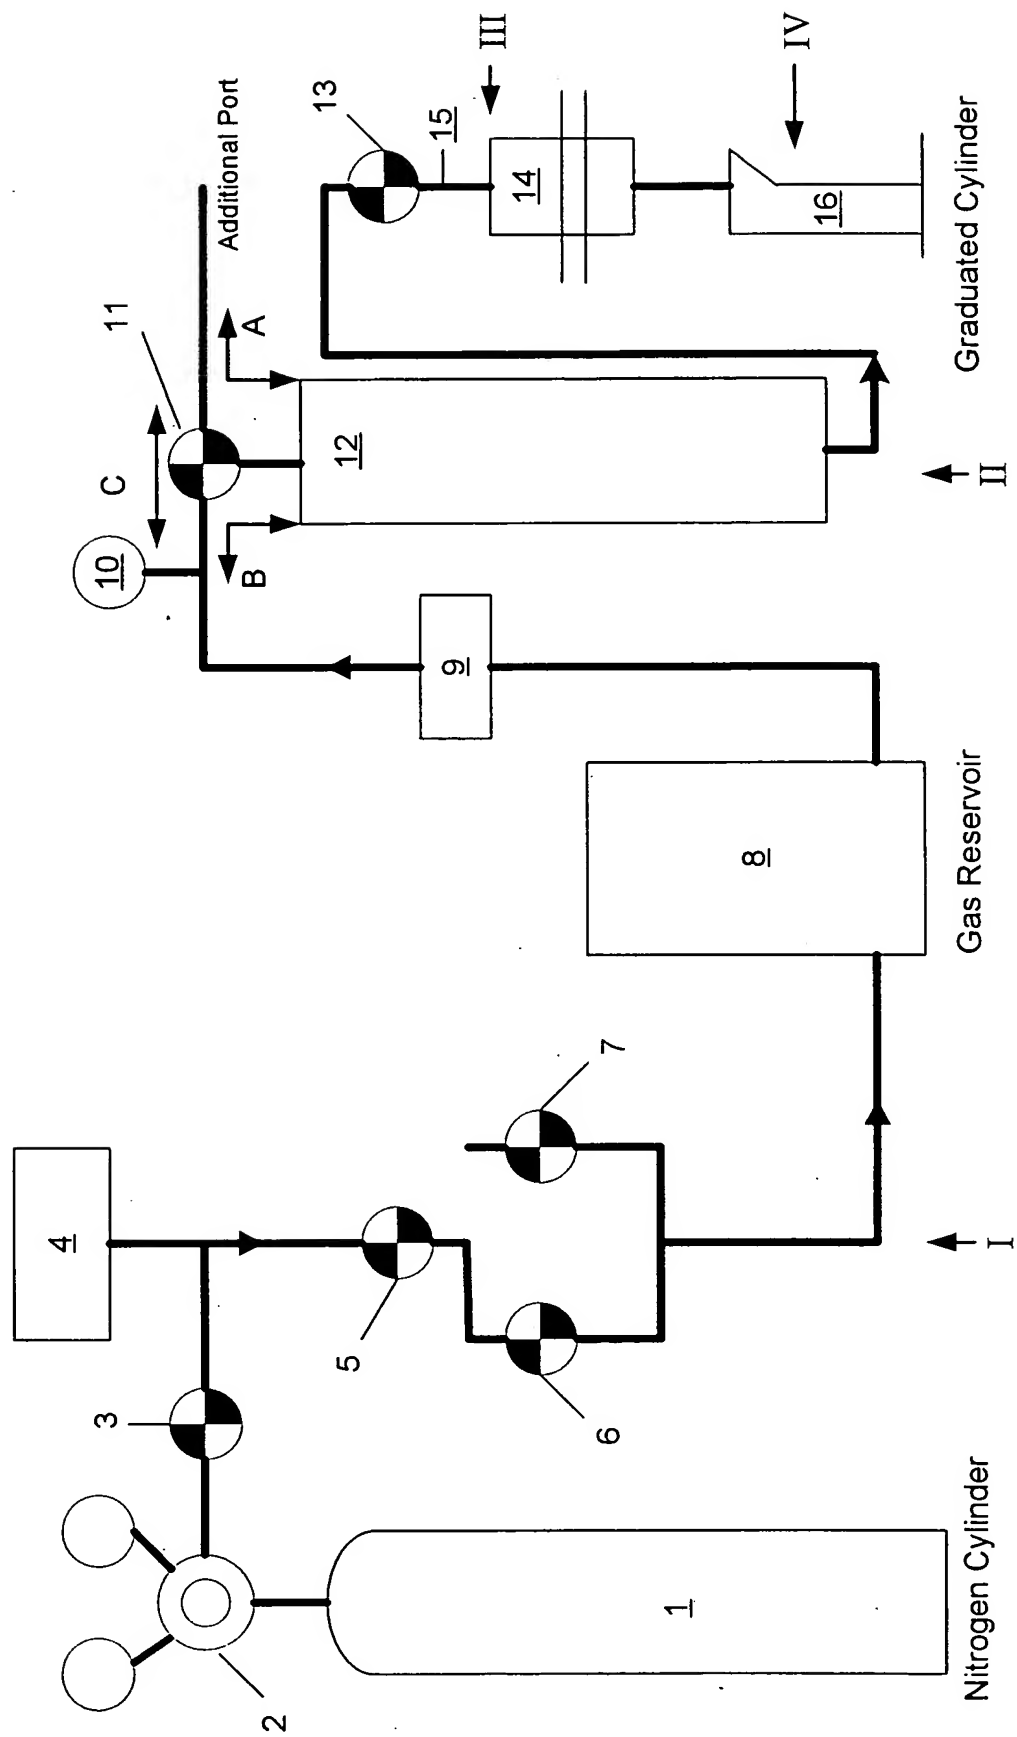 4
3
5
2
6
7
1
Nitrogen Cylinder
I
8
Gas Reservoir
9
10
C
11
B
A
Additional Port
12
II
13
15
III
14
16
IV
Graduated Cylinder